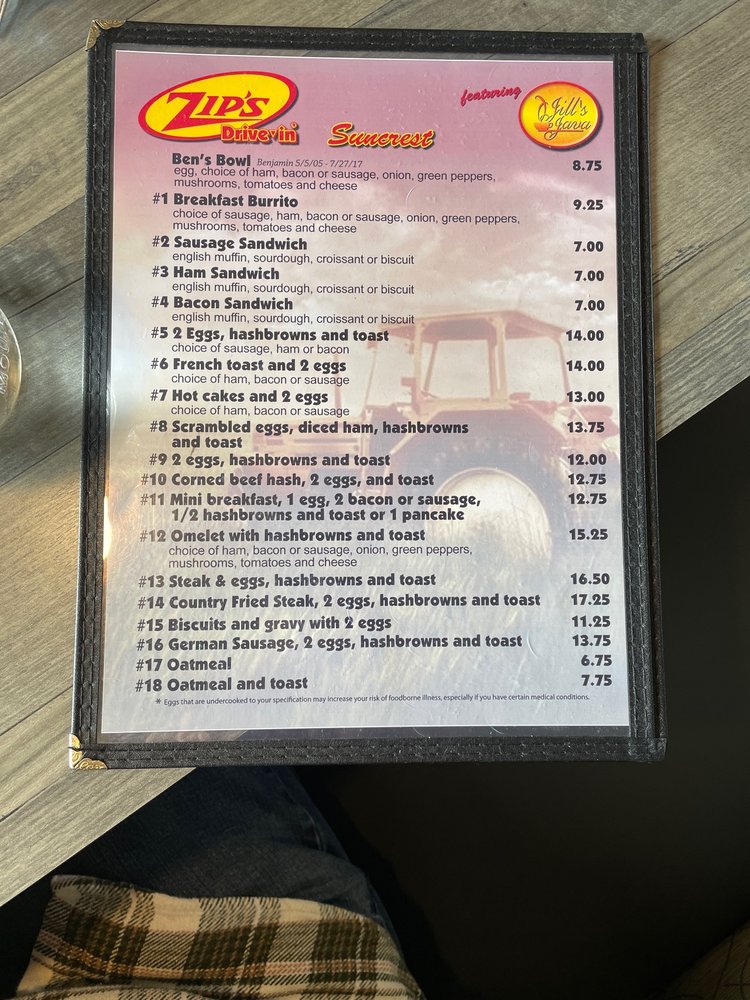 ZIP'S
Drive in
Suncrest
featuring
Jill's
Java
Ben's Bowl Benjamin 5/5/05 - 7/27/17 8.75
egg, choice of ham, bacon or sausage, onion, green peppers,
mushrooms, tomatoes and cheese
#1 Breakfast Burrito 9.25
choice of sausage, ham, bacon or sausage, onion, green peppers,
mushrooms, tomatoes and cheese
#2 Sausage Sandwich 7.00
english muffin, sourdough, croissant or biscuit
#3 Ham Sandwich 7.00
english muffin, sourdough, croissant or biscuit
#4 Bacon Sandwich 7.00
english muffin, sourdough, croissant or biscuit
#5 2 Eggs, hashbrowns and toast 14.00
choice of sausage, ham or bacon
#6 French toast and 2 eggs 14.00
choice of ham, bacon or sausage
#7 Hot cakes and 2 eggs 13.00
choice of ham, bacon or sausage
#8 Scrambled eggs, diced ham, hashbrowns 13.75
and toast
#9 2 eggs, hashbrowns and toast 12.00
#10 Corned beef hash, 2 eggs, and toast 12.75
#11 Mini breakfast, 1 egg, 2 bacon or sausage, 12.75
1/2 hashbrowns and toast or 1 pancake
#12 Omelet with hashbrowns and toast 15.25
choice of ham, bacon or sausage, onion, green peppers,
mushrooms, tomatoes and cheese
#13 Steak & eggs, hashbrowns and toast 16.50
#14 Country Fried Steak, 2 eggs, hashbrowns and toast 17.25
#15 Biscuits and gravy with 2 eggs 11.25
#16 German Sausage, 2 eggs, hashbrowns and toast 13.75
#17 Oatmeal 6.75
#18 Oatmeal and toast 7.75
* Eggs that are undercooked to your specification may increase your risk of foodborne illness, especially if you have certain medical conditions.